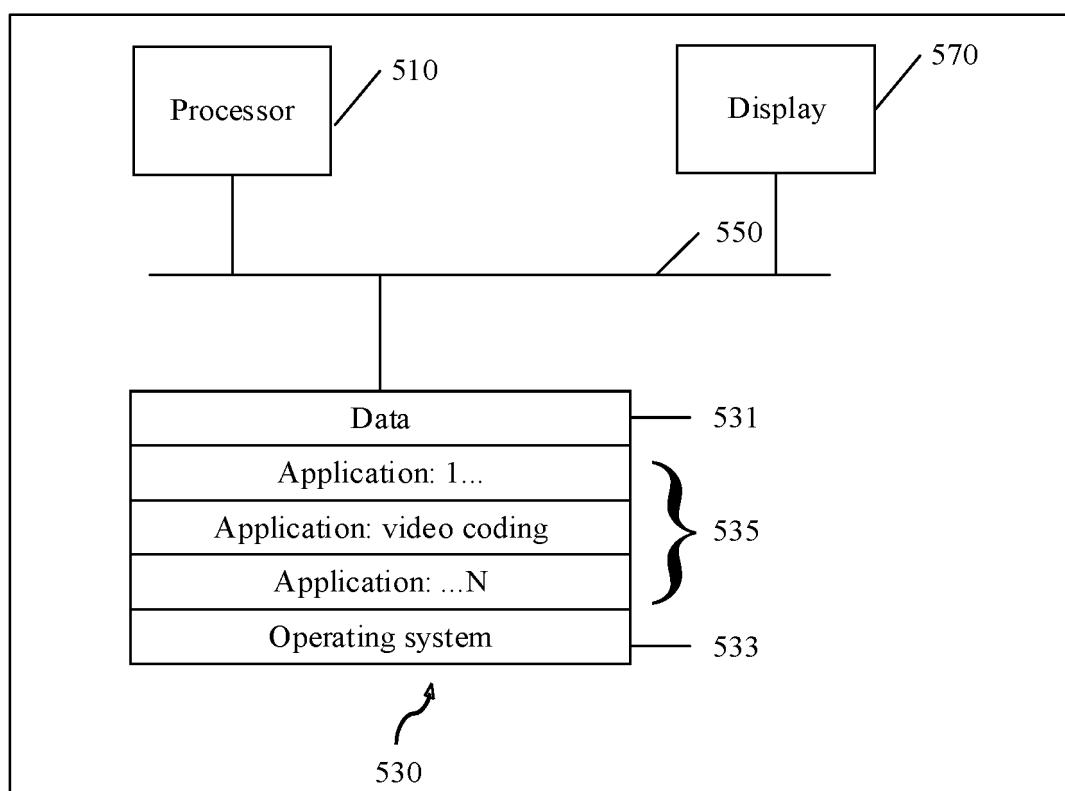 Processor
510
Display
570
550
Data
531
Application: 1...
Application: video coding
535
Application: ...N
Operating system
533
530